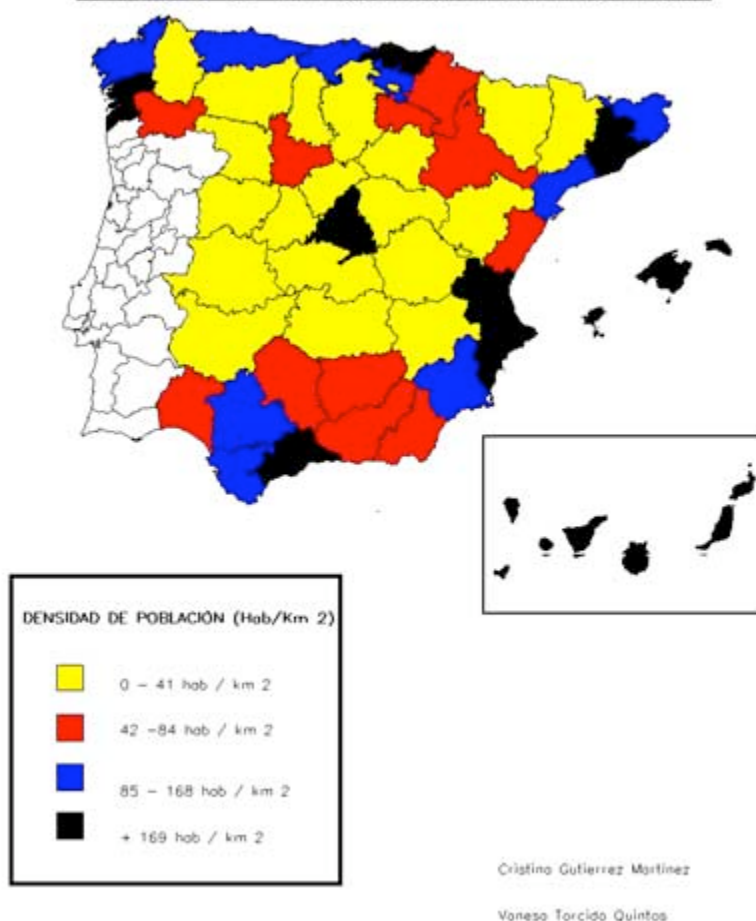 DENSIDAD DE POBLACIÓN (Hab/Km 2)
0 - 41 hab / km 2
42 -84 hab / km 2
85 - 168 hab / km 2
+ 169 hab / km 2
Cristina Gutierrez Martinez
Vanesa Torcida Quintos